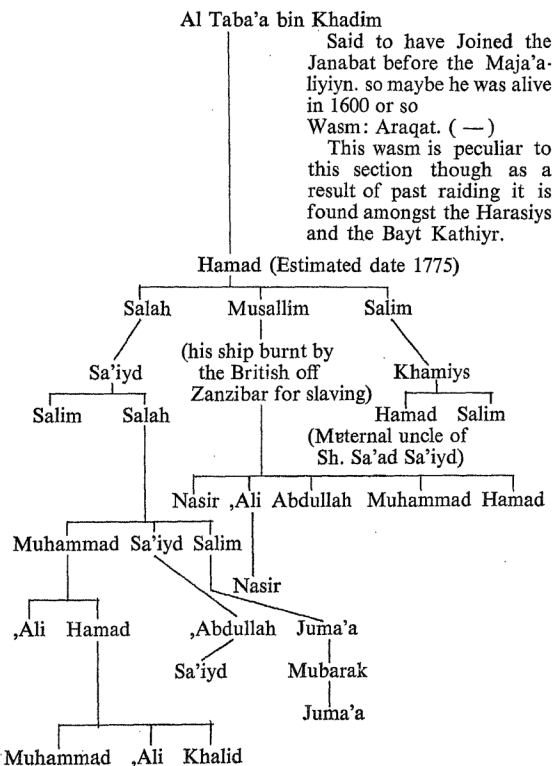 Al Taba'a bin Khadim
Said to have Joined the
Janabat before the Maja'a-
liyiyn. so maybe he was alive
in 1600 or so
Wasm: Araqat. ( — )
This wasm is peculiar to
this section though as a
result of past raiding it is
found amongst the Harasiys
and the Bayt Kathiyr.
Hamad (Estimated date 1775)
Salah Musallim Salim
(his ship burnt by
the British off
Zanzibar for slaving)
Sa'iyd Khamiys
Salim Salah
Hamad Salim
(Meternal uncle of
Sh. Sa'ad Sa'iyd)
Nasir ,Ali Abdullah Muhammad Hamad
Muhammad Sa'iyd Salim
Nasir
,Ali Hamad ,Abdullah Juma'a
Sa'iyd Mubarak
Juma'a
Muhammad ,Ali Khalid